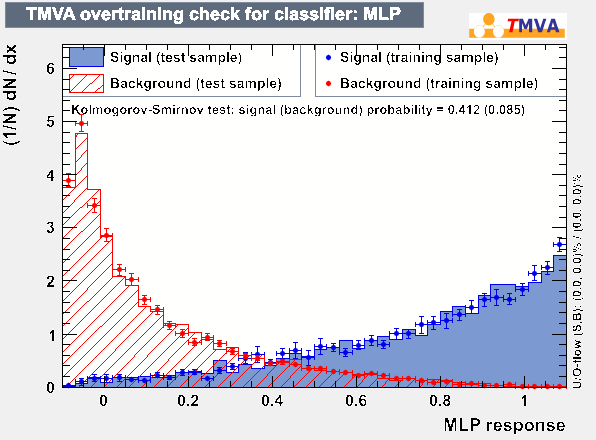 TMVA overtraining check for classifier: MLP
TMVA
(1/N) dN / dx
Signal (test sample)
Background (test sample)
Signal (training sample)
Background (training sample)
Kolmogorov-Smirnov test: signal (background) probability = 0.412 (0.085)
6
5
4
3
2
1
0
0 0.2 0.4 0.6 0.8 1
MLP response
U/O-flow (S,B): (0.0, 0.0)% / (0.0, 0.0)%